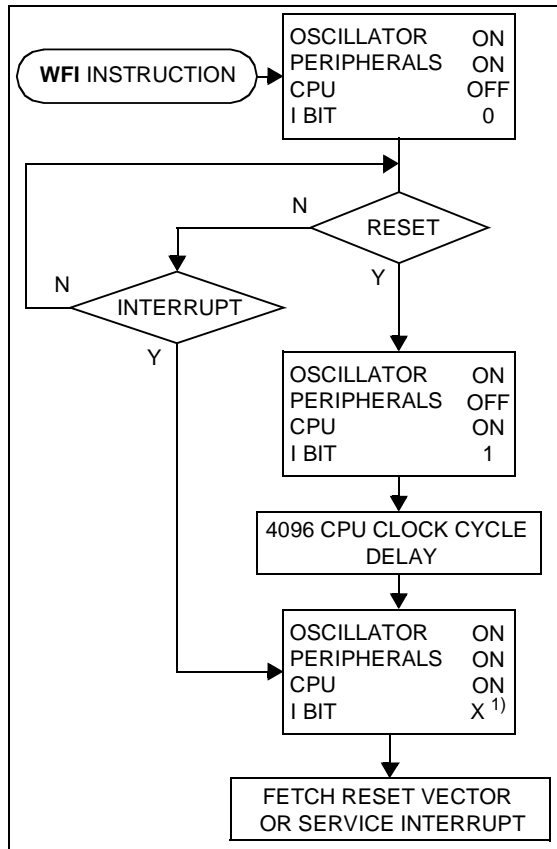 WFI INSTRUCTION
OSCILLATOR ON
PERIPHERALS ON
CPU OFF
I BIT 0
N
RESET
Y
N
INTERRUPT
Y
OSCILLATOR ON
PERIPHERALS OFF
CPU ON
I BIT 1
4096 CPU CLOCK CYCLE
DELAY
OSCILLATOR ON
PERIPHERALS ON
CPU ON
I BIT X 1)
FETCH RESET VECTOR
OR SERVICE INTERRUPT